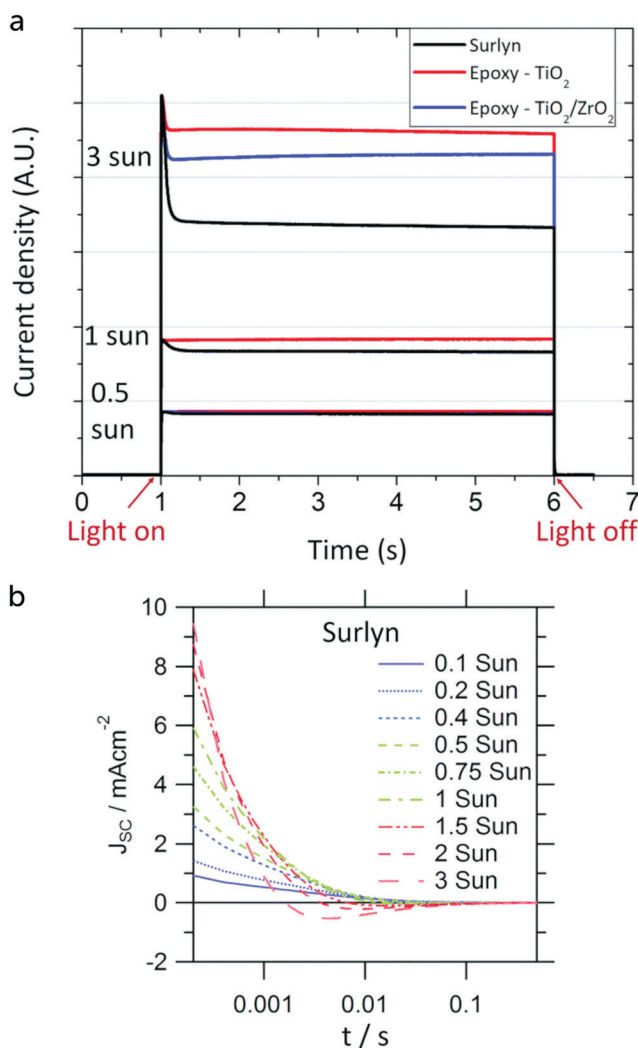 a
Surlyn
Epoxy - TiO₂
Epoxy - TiO₂/ZrO₂
3 sun
1 sun
0.5
sun
Current density (A.U.)
0 1 2 3 4 5 6 7
Light on
Light off
Time (s)
b
Surlyn
0.1 Sun
0.2 Sun
0.4 Sun
0.5 Sun
0.75 Sun
1 Sun
1.5 Sun
2 Sun
3 Sun
10
8
6
4
2
0
-2
J_SC / mAcm⁻²
0.001 0.01 0.1
t / s